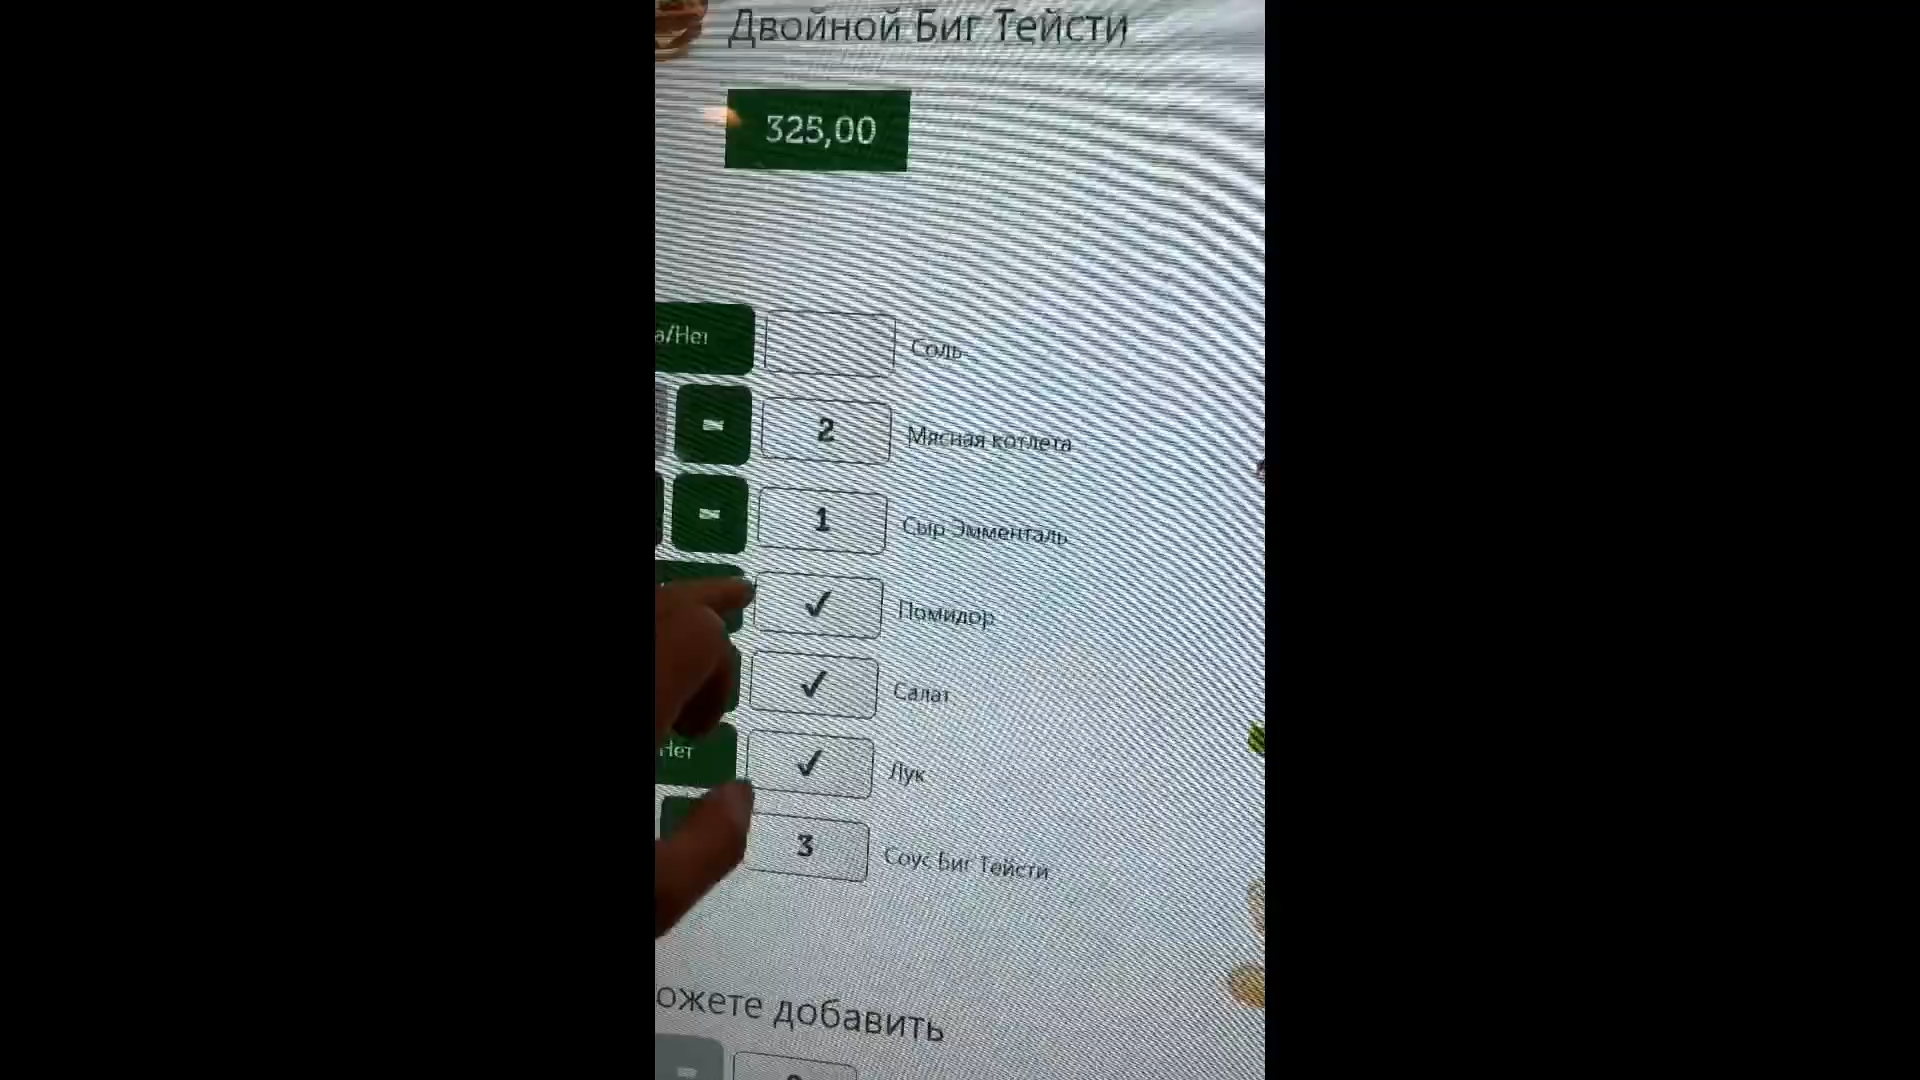 Двойной Биг Тейсти
325,00
а/Нет
Соль
2 Мясная котлета
1 Сыр Эмменталь
✓ Помидор
✓ Салат
Нет ✓ Лук
3 Соус Биг Тейсти
ожете добавить